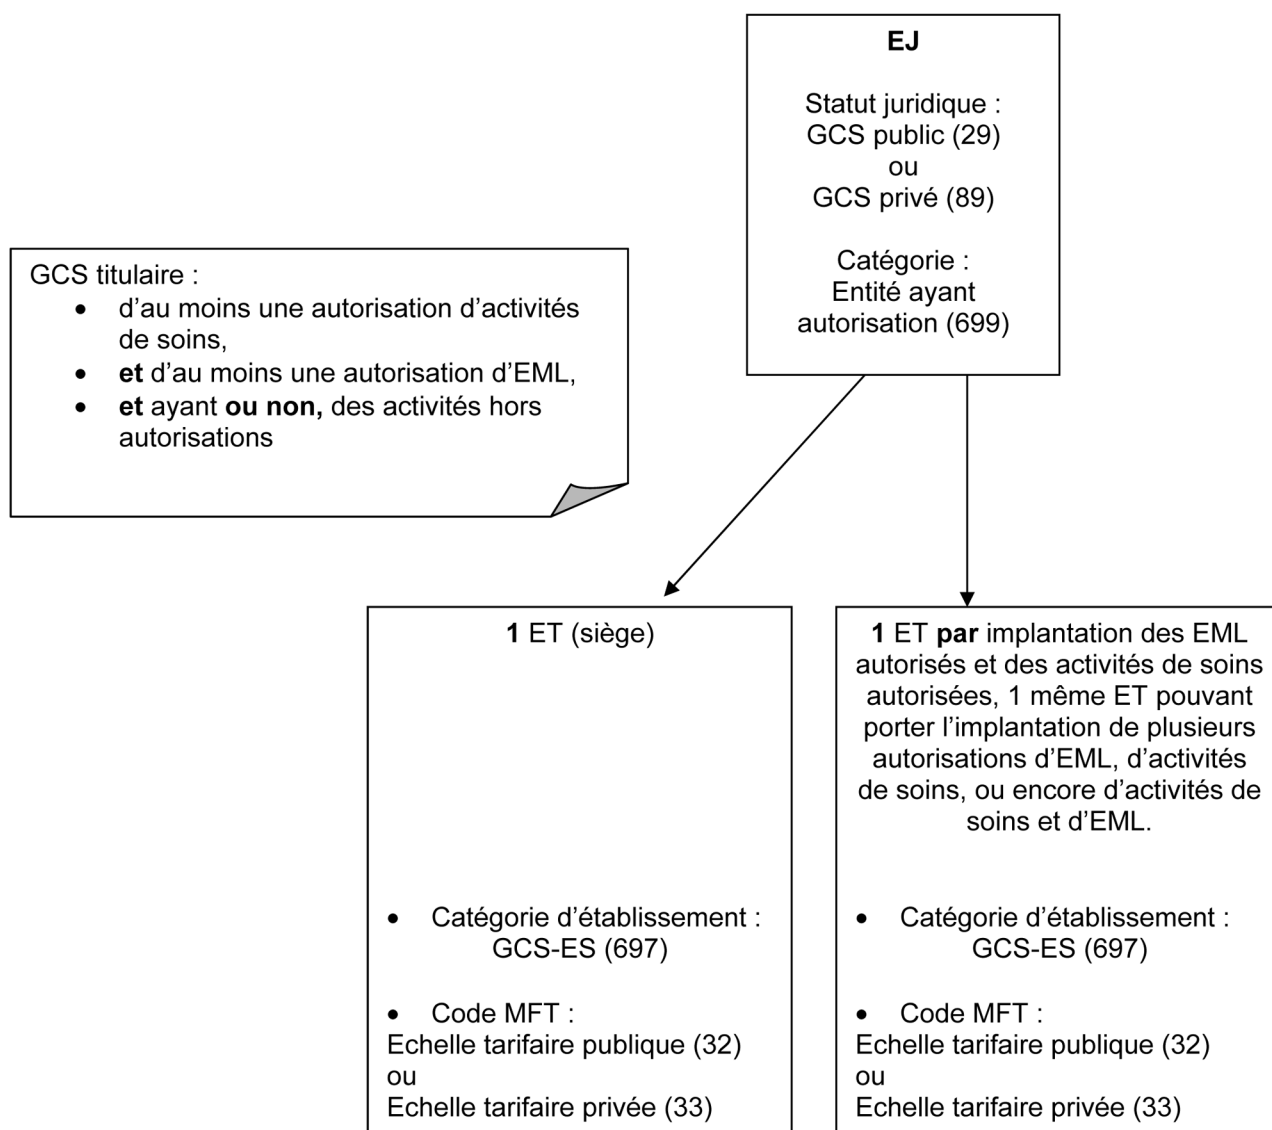 EJ
Statut juridique :
GCS public (29)
ou
GCS privé (89)
Catégorie :
Entité ayant
autorisation (699)
GCS titulaire :
• d'au moins une autorisation d'activités
de soins,
• et d'au moins une autorisation d'EML,
• et ayant ou non, des activités hors
autorisations
1 ET (siège)
• Catégorie d'établissement :
GCS-ES (697)
• Code MFT :
Echelle tarifaire publique (32)
ou
Echelle tarifaire privée (33)
1 ET par implantation des EML
autorisés et des activités de soins
autorisées, 1 même ET pouvant
porter l'implantation de plusieurs
autorisations d'EML, d'activités
de soins, ou encore d'activités de
soins et d'EML.
• Catégorie d'établissement :
GCS-ES (697)
• Code MFT :
Echelle tarifaire publique (32)
ou
Echelle tarifaire privée (33)